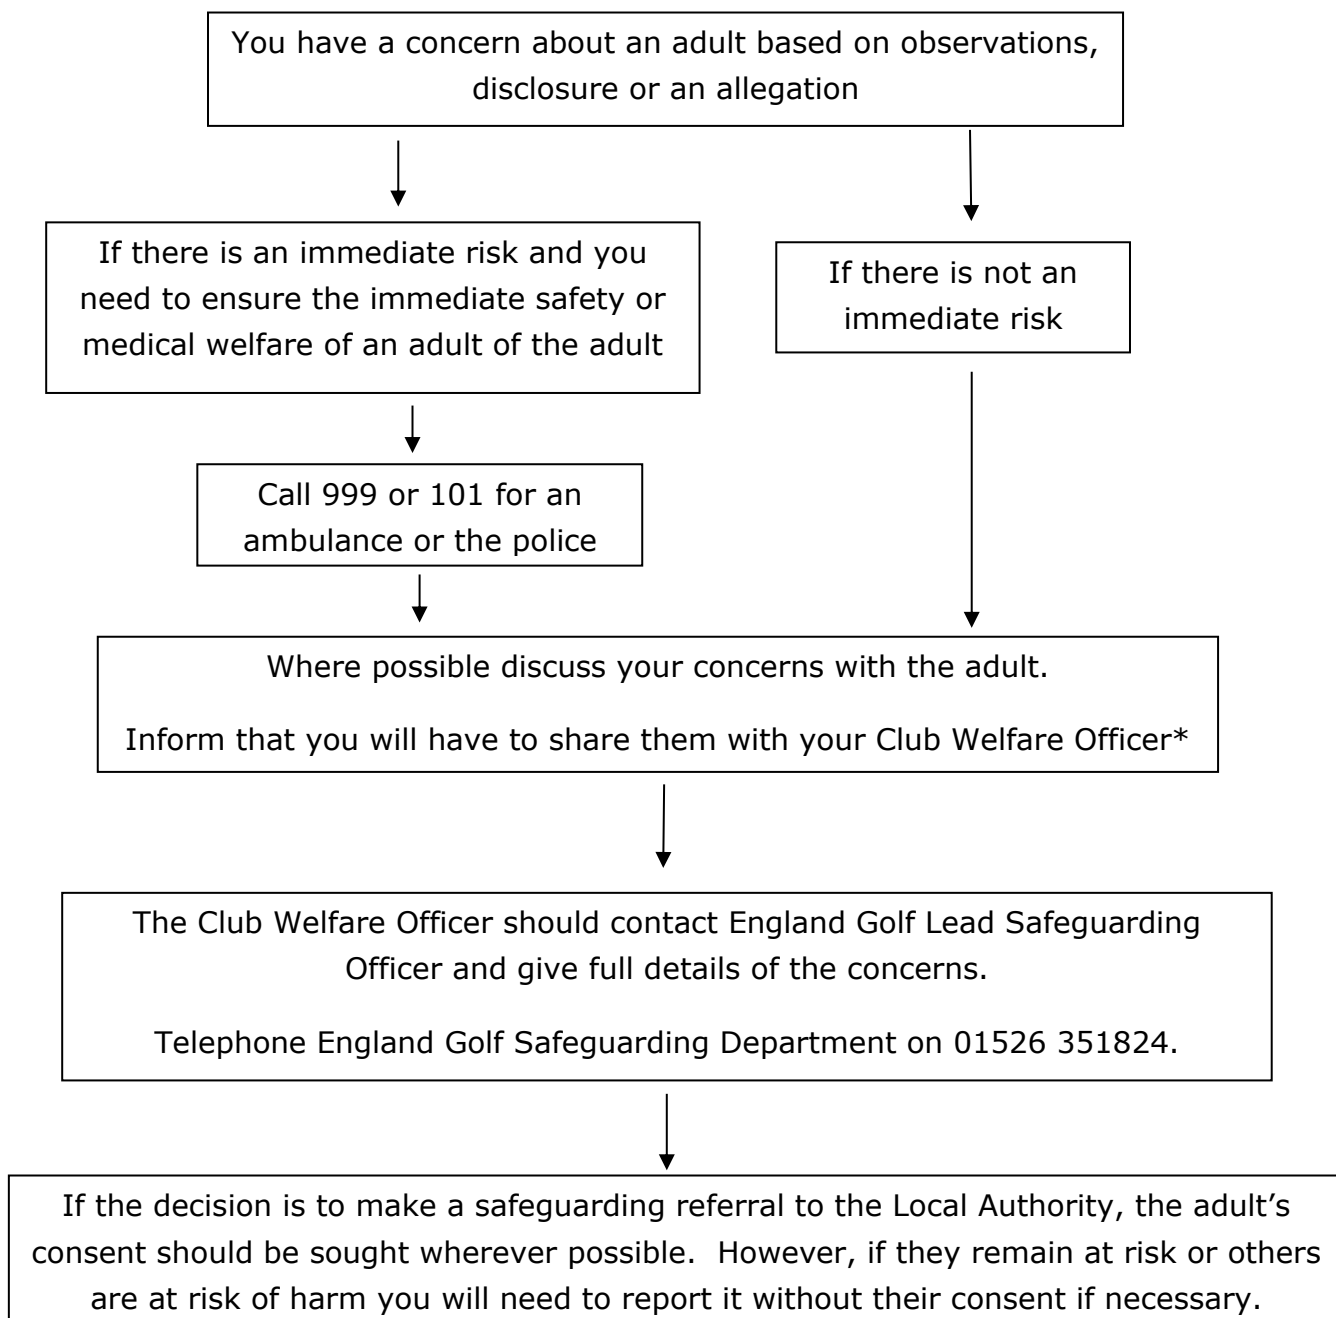 You have a concern about an adult based on observations,
disclosure or an allegation
If there is an immediate risk and you
need to ensure the immediate safety or
medical welfare of an adult of the adult
If there is not an
immediate risk
Call 999 or 101 for an
ambulance or the police
Where possible discuss your concerns with the adult.
Inform that you will have to share them with your Club Welfare Officer*
The Club Welfare Officer should contact England Golf Lead Safeguarding
Officer and give full details of the concerns.
Telephone England Golf Safeguarding Department on 01526 351824.
If the decision is to make a safeguarding referral to the Local Authority, the adult’s
consent should be sought wherever possible.  However, if they remain at risk or others
are at risk of harm you will need to report it without their consent if necessary.